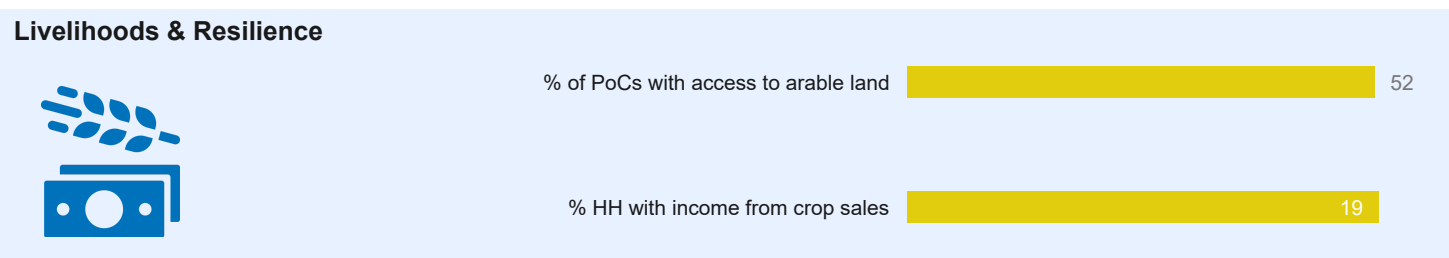 Livelihoods & Resilience
% of PoCs with access to arable land 52
% HH with income from crop sales 19